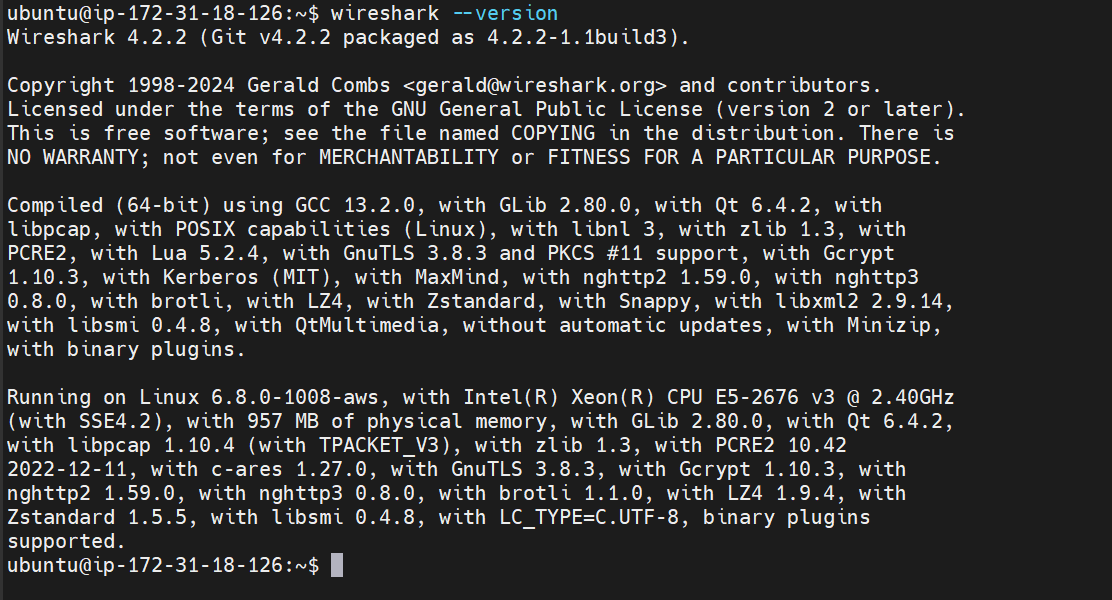 ubuntu@ip-172-31-18-126:~$ wireshark --version
Wireshark 4.2.2 (Git v4.2.2 packaged as 4.2.2-1.1build3).
Copyright 1998-2024 Gerald Combs <gerald@wireshark.org> and contributors.
Licensed under the terms of the GNU General Public License (version 2 or later).
This is free software; see the file named COPYING in the distribution. There is
NO WARRANTY; not even for MERCHANTABILITY or FITNESS FOR A PARTICULAR PURPOSE.
Compiled (64-bit) using GCC 13.2.0, with GLib 2.80.0, with Qt 6.4.2, with
libpcap, with POSIX capabilities (Linux), with libnl 3, with zlib 1.3, with
PCRE2, with Lua 5.2.4, with GnuTLS 3.8.3 and PKCS #11 support, with Gcrypt
1.10.3, with Kerberos (MIT), with MaxMind, with nghttp2 1.59.0, with nghttp3
0.8.0, with brotli, with LZ4, with Zstandard, with Snappy, with libxml2 2.9.14,
with libsmi 0.4.8, with QtMultimedia, without automatic updates, with Minizip,
with binary plugins.
Running on Linux 6.8.0-1008-aws, with Intel(R) Xeon(R) CPU E5-2676 v3 @ 2.40GHz
(with SSE4.2), with 957 MB of physical memory, with GLib 2.80.0, with Qt 6.4.2,
with libpcap 1.10.4 (with TPACKET_V3), with zlib 1.3, with PCRE2 10.42
2022-12-11, with c-ares 1.27.0, with GnuTLS 3.8.3, with Gcrypt 1.10.3, with
nghttp2 1.59.0, with nghttp3 0.8.0, with brotli 1.1.0, with LZ4 1.9.4, with
Zstandard 1.5.5, with libsmi 0.4.8, with LC_TYPE=C.UTF-8, binary plugins
supported.
ubuntu@ip-172-31-18-126:~$